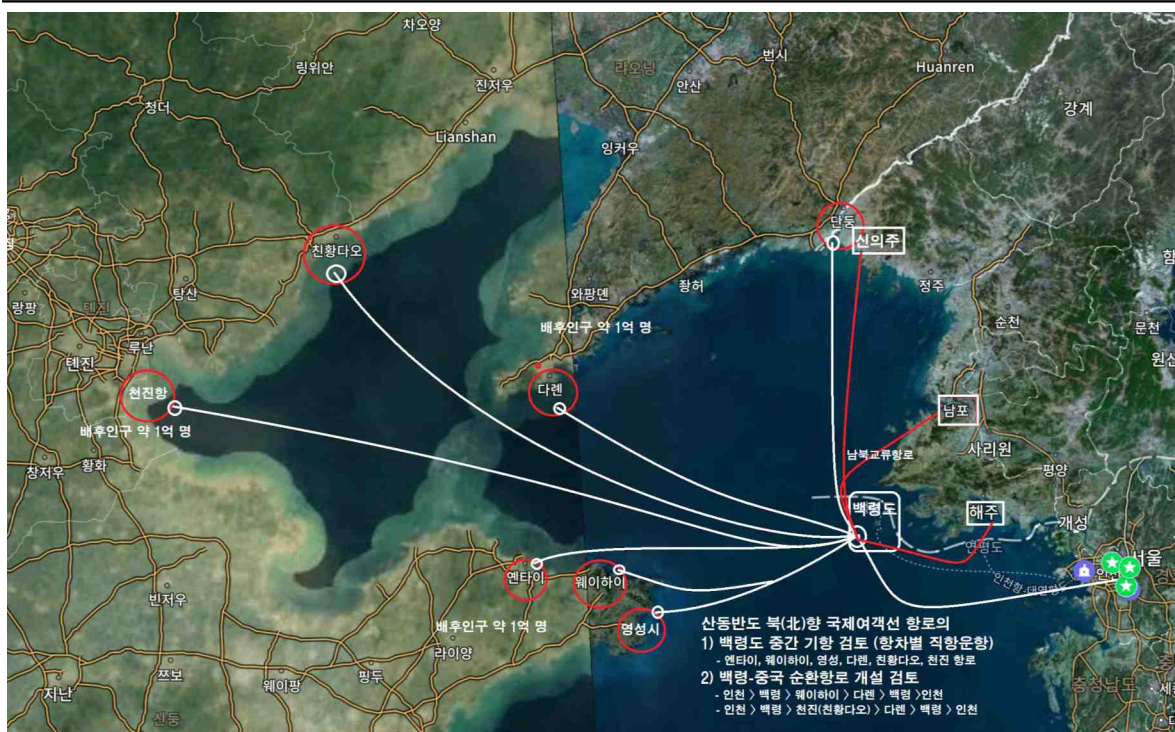 차오양
번시
링위안
랴오닝
Huanren
진저우
안산
청더
강계
Lianshan
잉커우
단둥
친황다오
신의주
탕산
와팡뎬
좡허
정주
랑팡
톈진
순천
문천
배후인구 약 1억 명
루난
원산
톈진
천진항
다롄
남포
배후인구 약 1억 명
남북교류항로
사리원
창저우
황화
평양
백령도
해주
개성
연평도
서울
옌타이
웨이하이
인천
인천항-대연평
빈저우
영성시
산동반도 북(北)향 국제여객선 항로의
배후인구 약 1억 명
1) 백령도 중간 기항 검토 (항차별 직항운항)
라이양
- 엔타이, 웨이하이, 영성, 다렌, 친황다오, 천진 항로
쯔보
핑두
2) 백령-중국 순환항로 개설 검토
지난
웨이팡
- 인천 〉 백령 〉 웨이하이 〉 다렌 〉 백령 〉인천
충청남도
산둥
- 인천 〉 백령 〉 천진(친황다오) 〉 다렌 〉 백령 〉 인천